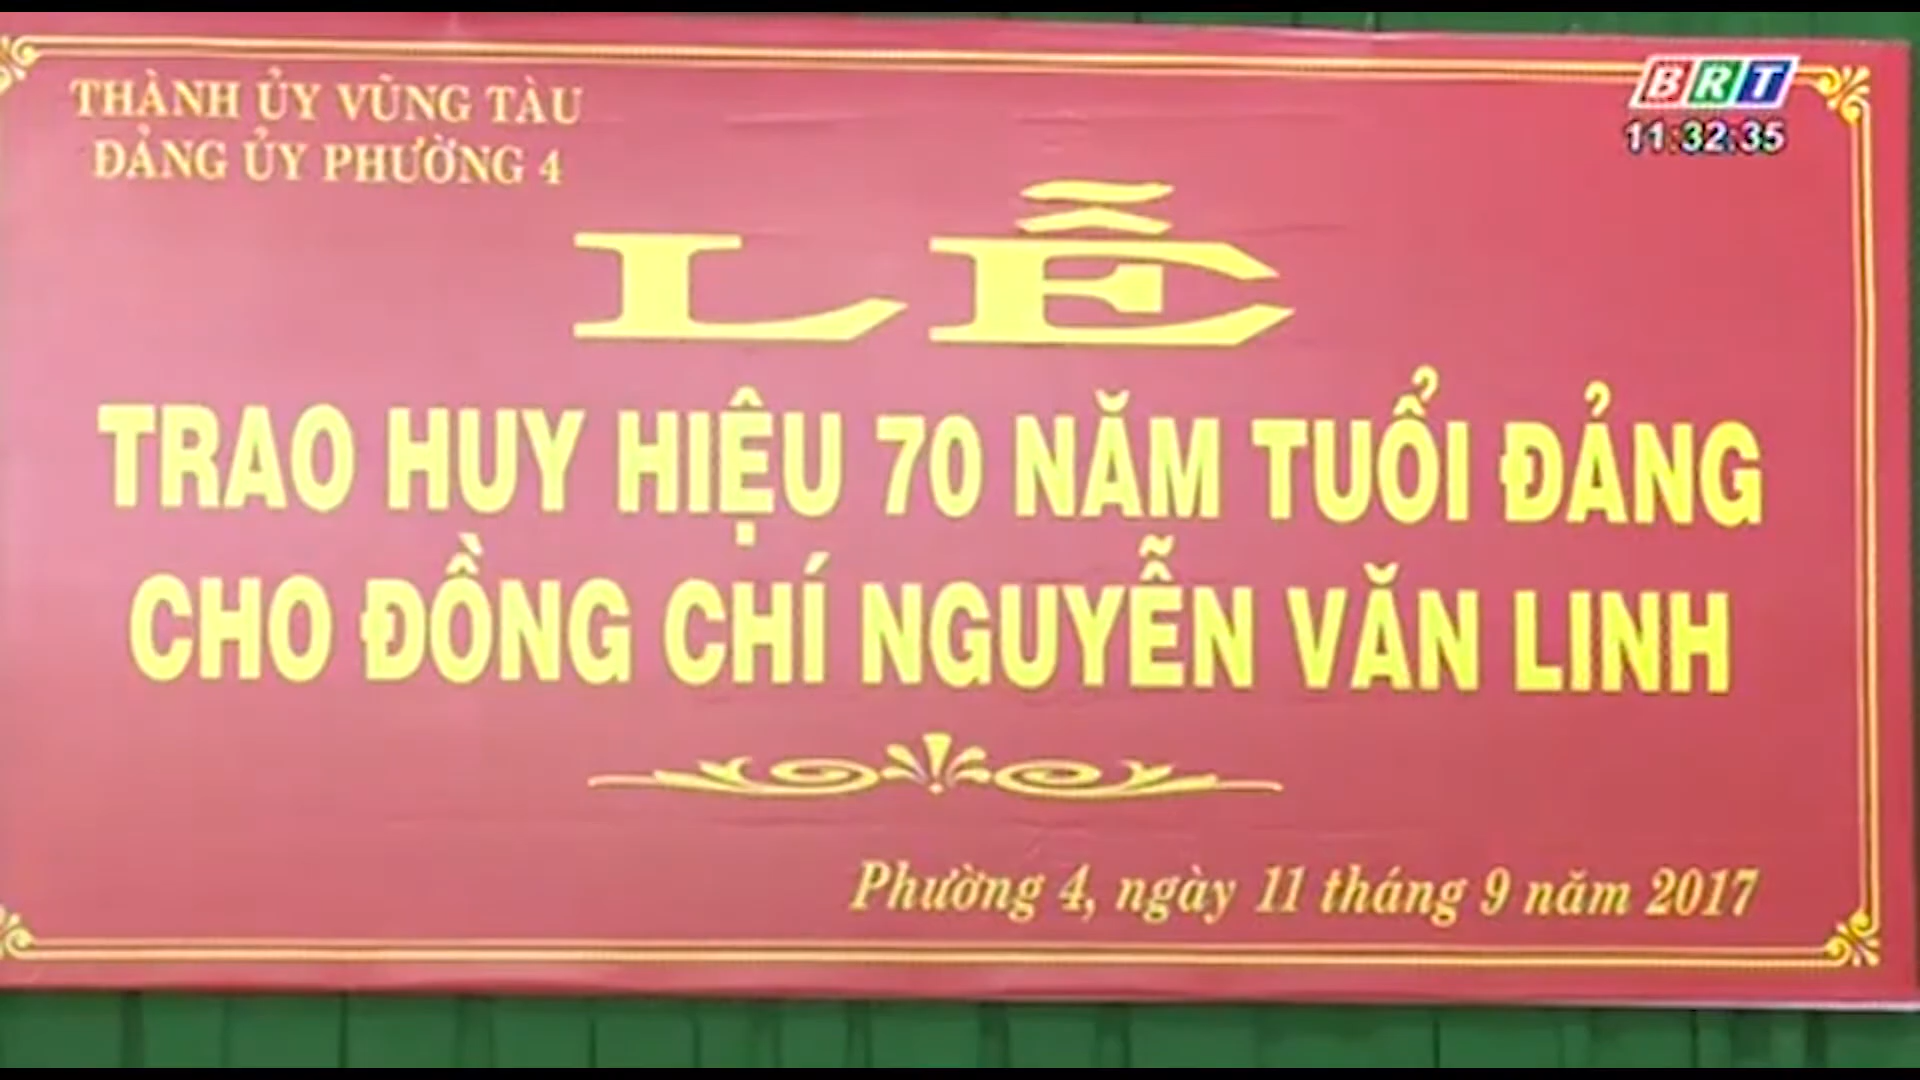 THÀNH ỦY VŨNG TÀU
ĐẢNG ỦY PHƯỜNG 4
BRT
11:32:35
LỄ
TRAO HUY HIỆU 70 NĂM TUỔI ĐẢNG
CHO ĐỒNG CHÍ NGUYỄN VĂN LINH
Phường 4, ngày 11 tháng 9 năm 2017